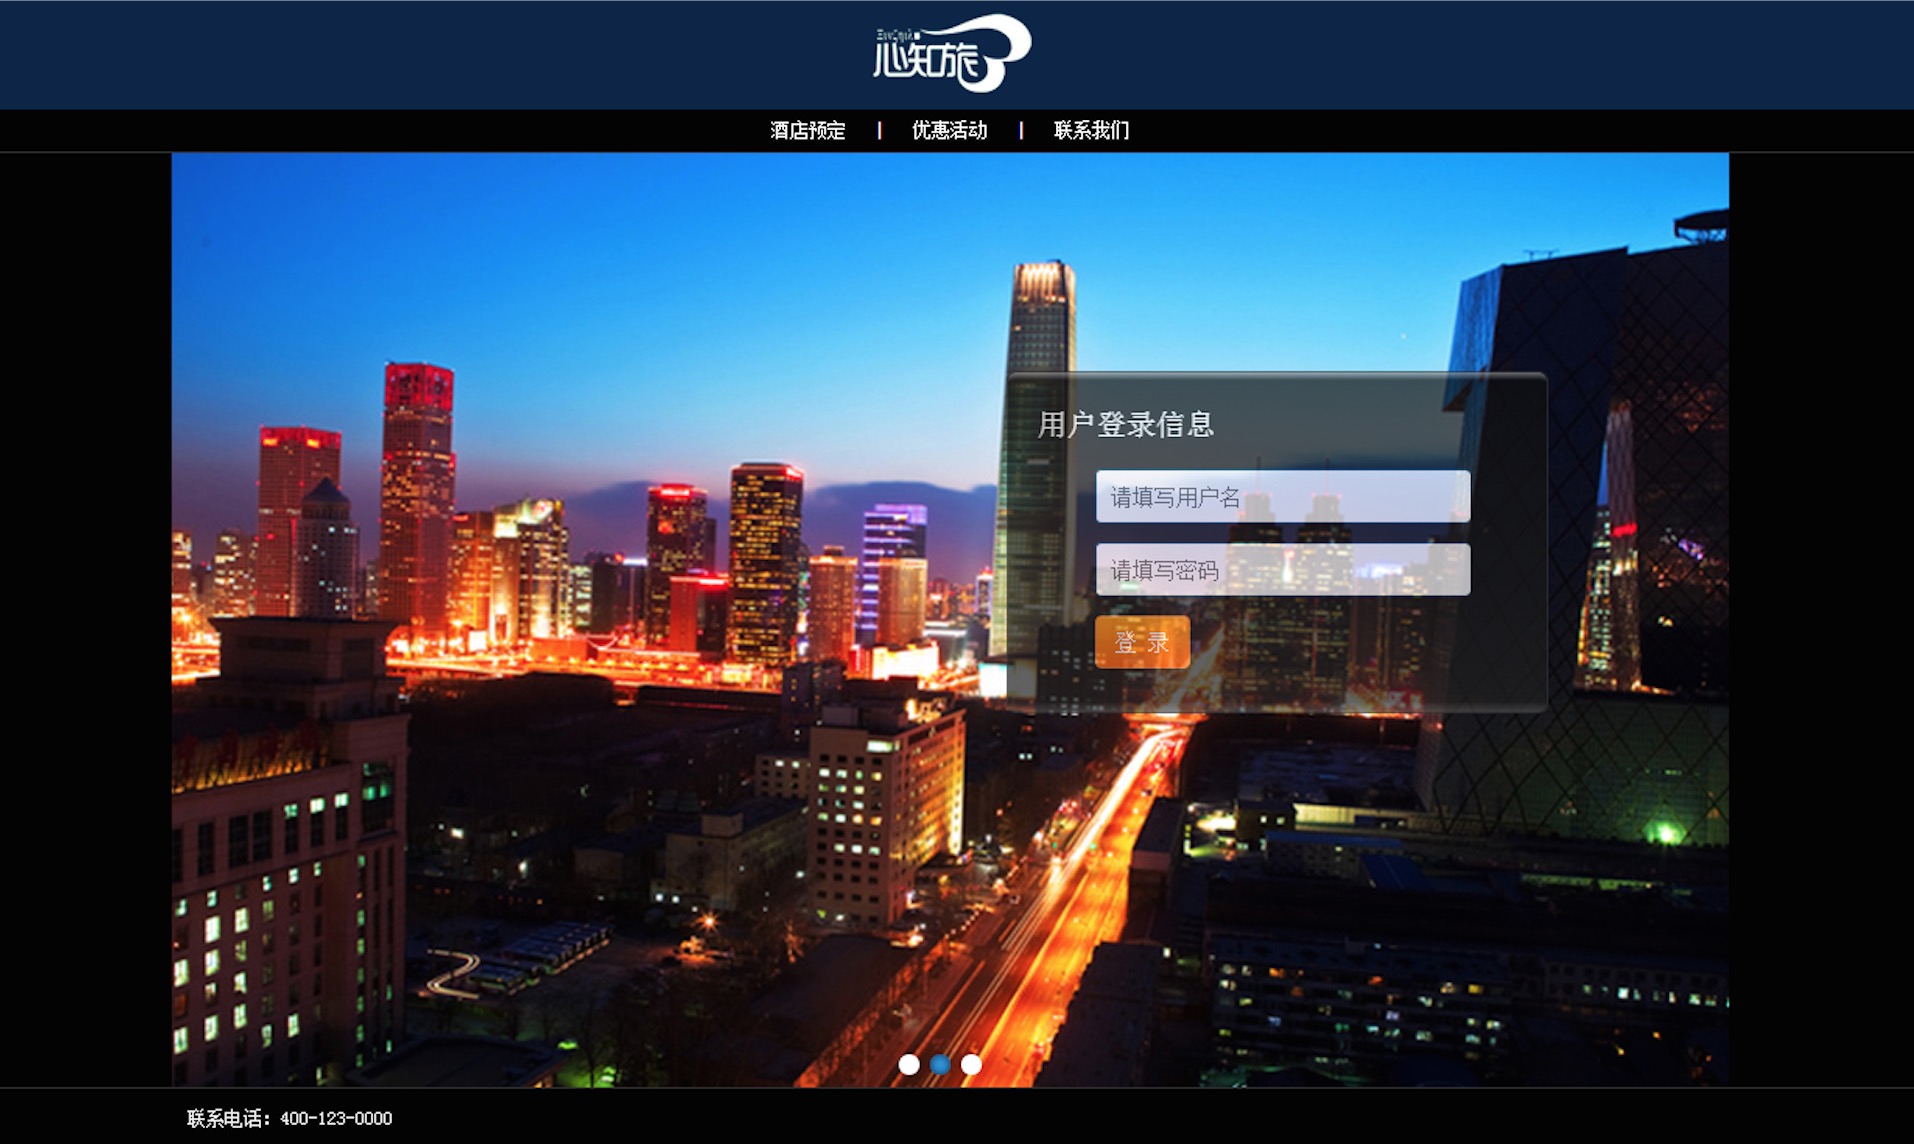 心知旅
酒店预定 | 优惠活动 | 联系我们
用户登录信息
请填写用户名
请填写密码
登 录
联系电话：400-123-0000